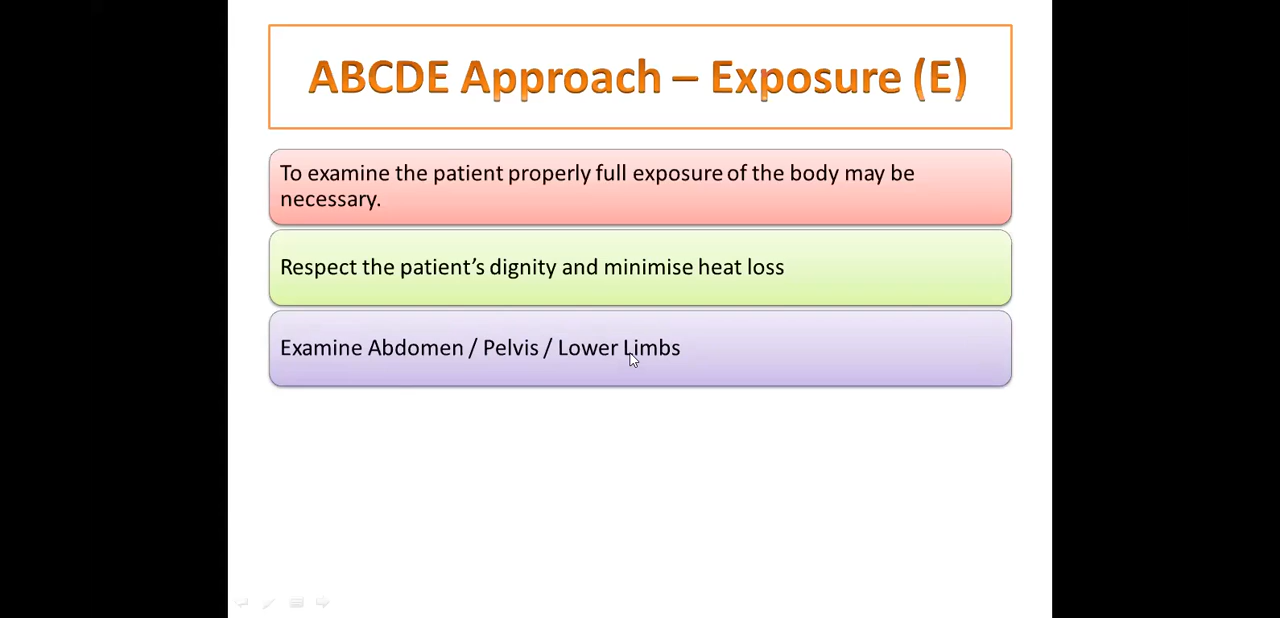 ABCDE Approach – Exposure (E)
To examine the patient properly full exposure of the body may be
necessary.
Respect the patient’s dignity and minimise heat loss
Examine Abdomen / Pelvis / Lower Limbs